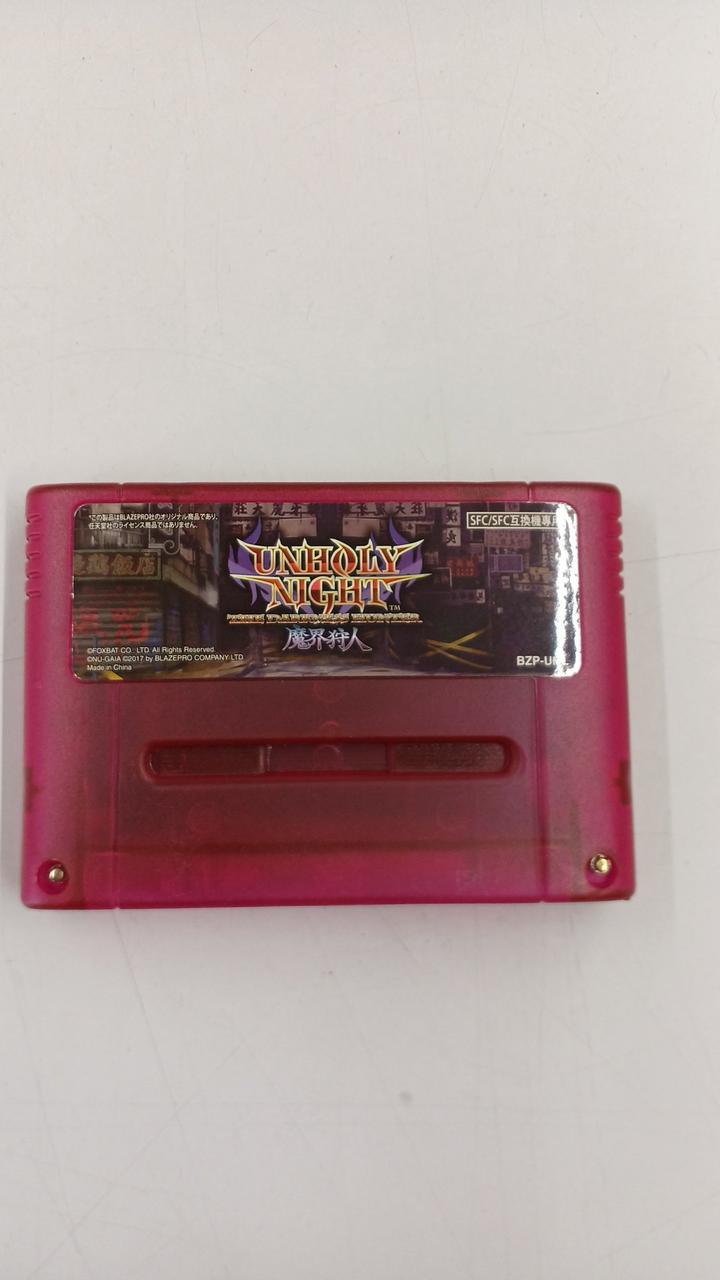 *この製品はBLAZEPRO社のオリジナル商品であり、
任天堂社のライセンス商品ではありません。
SFC/SFC互換機専用
UNHOLY
NIGHT™
THE DARKNESS HUNTER
魔界狩人
飯店
©FOXBAT CO., LTD. All Rights Reserved.
©NU-GAIA ©2017 by BLAZEPRO COMPANY LTD
Made in China